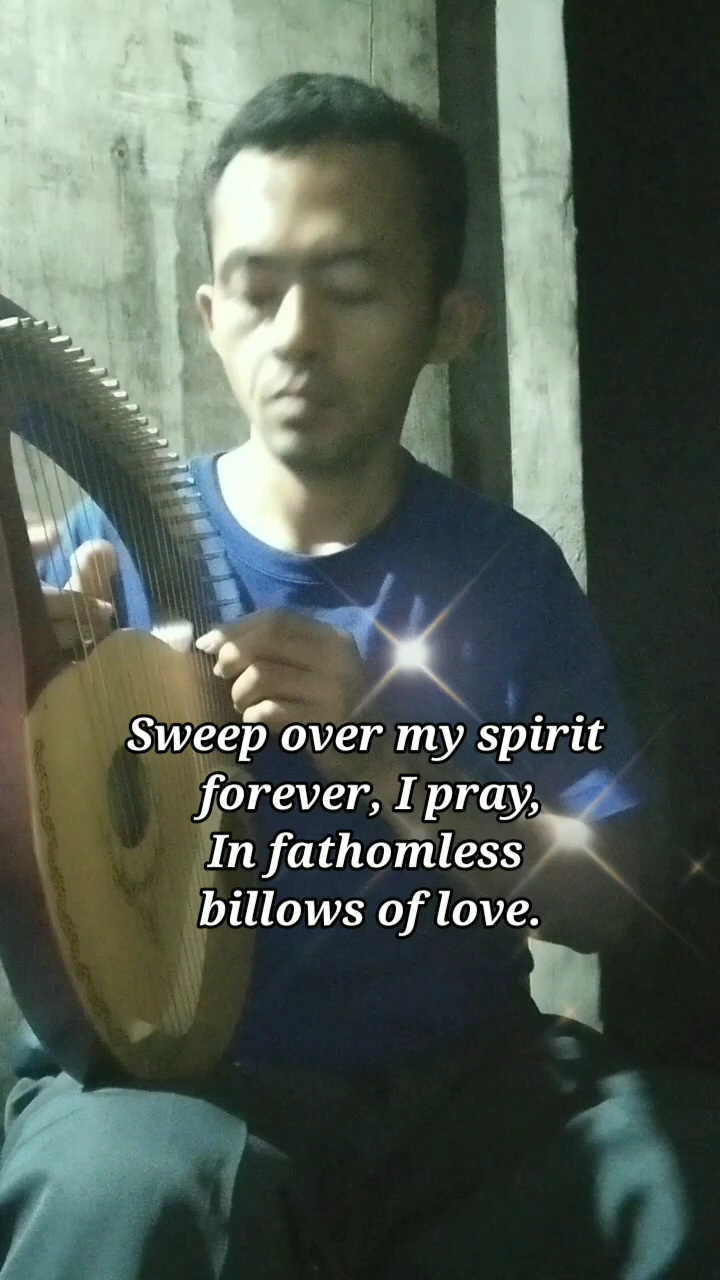 Sweep over my spirit
forever, I pray,
In fathomless
billows of love.